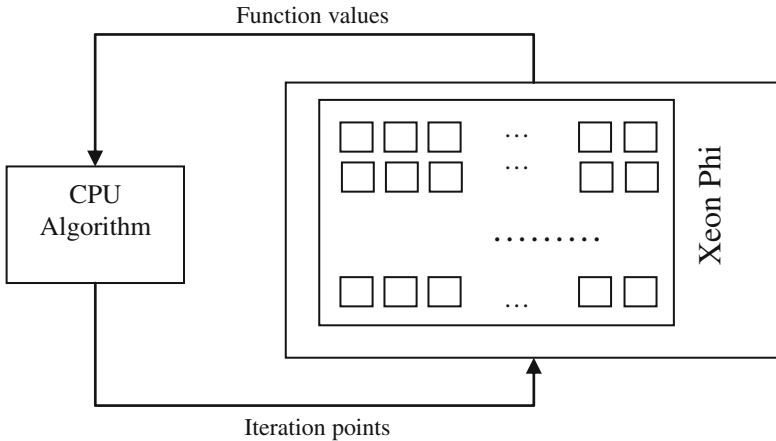 Function values
CPU
Algorithm
…
…
………
…
Xeon Phi
Iteration points